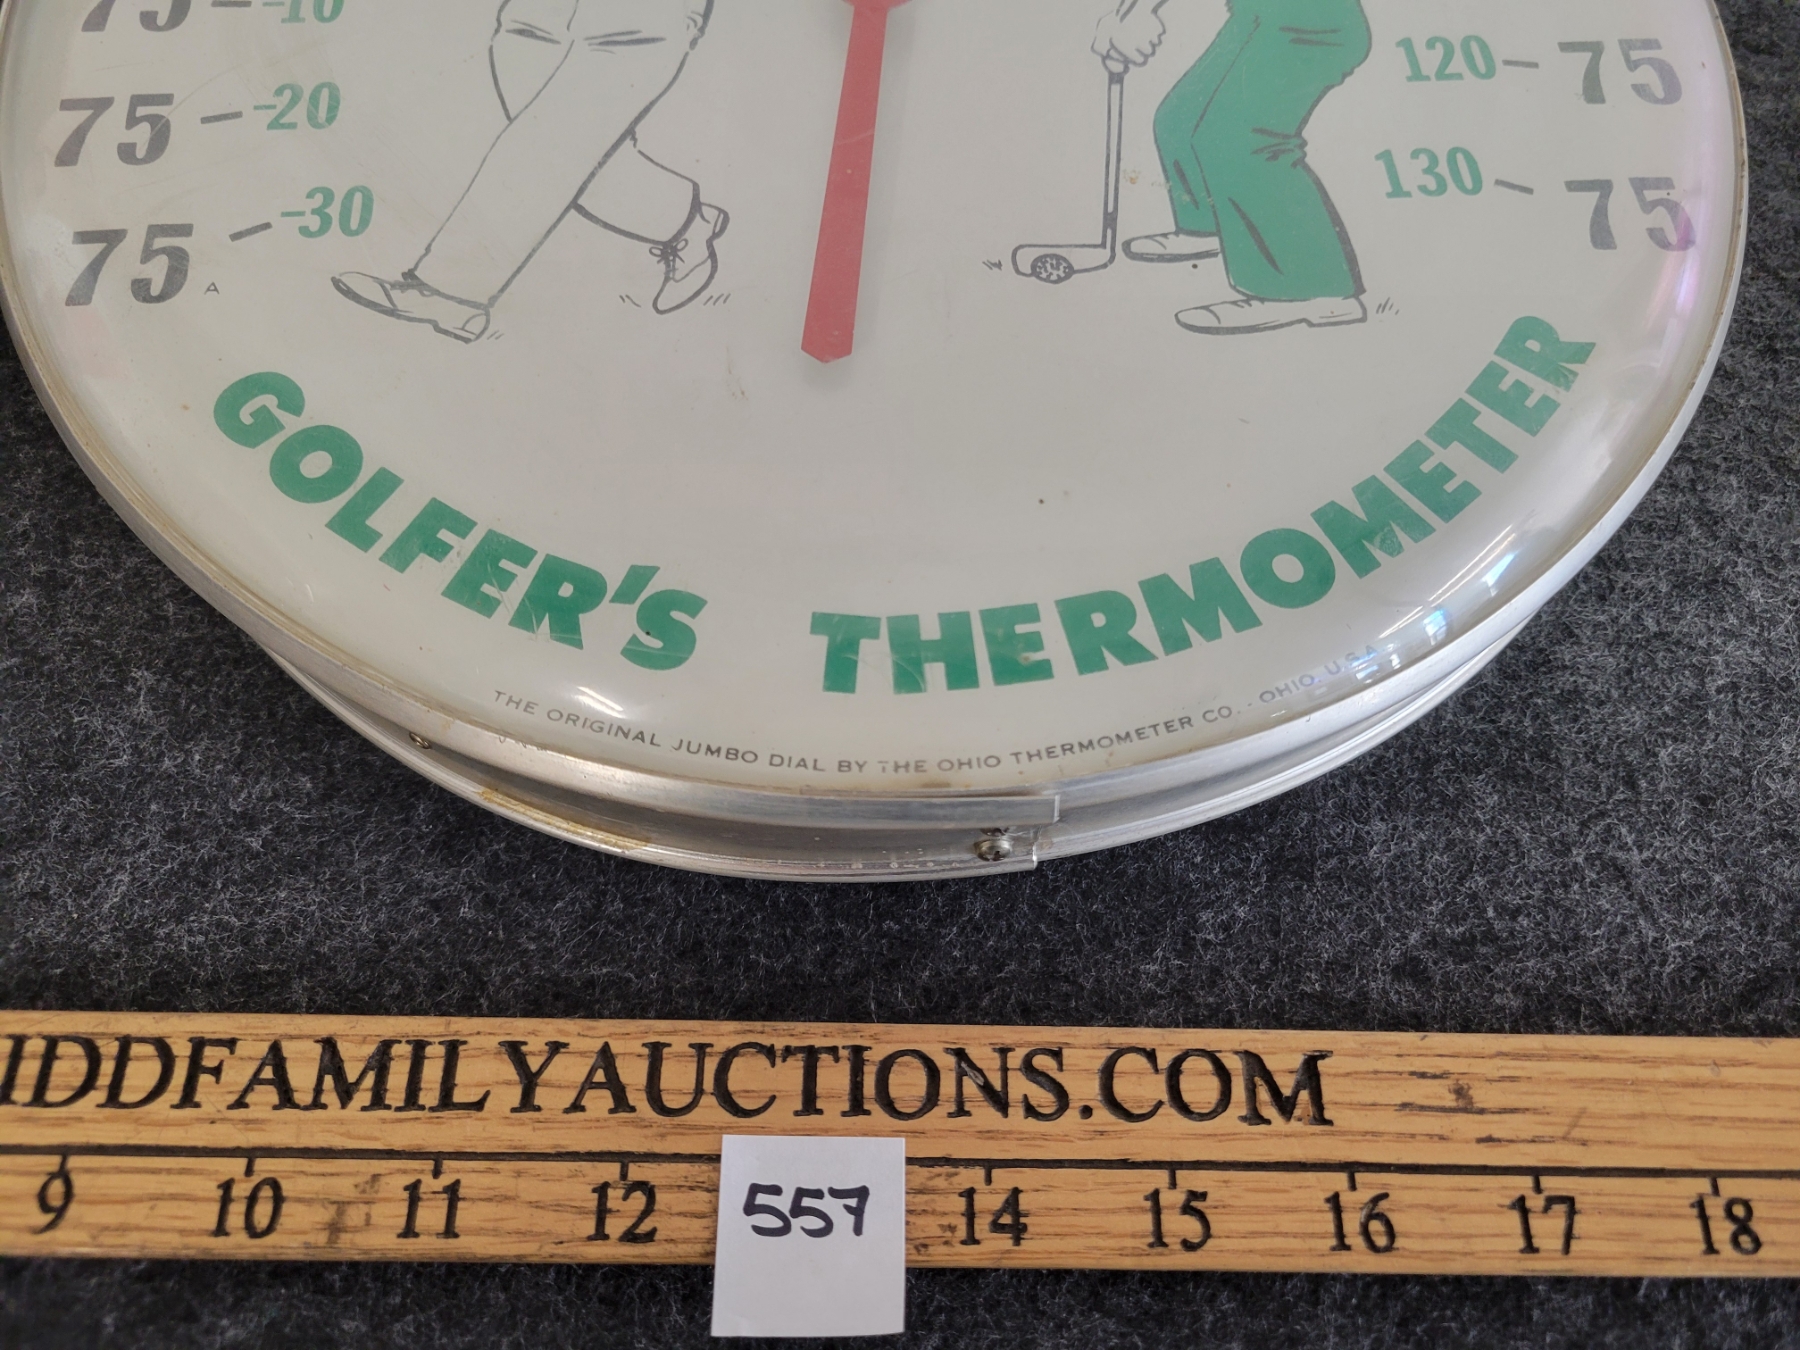 75 -10
75 -20
75 -30
A
120 75
130 75
GOLFER'S THERMOMETER
THE ORIGINAL JUMBO DIAL BY THE OHIO THERMOMETER CO. - OHIO, U.S.A.
IDDFAMILYAUCTIONS.COM
9 10 11 12 14 15 16 17 18
557